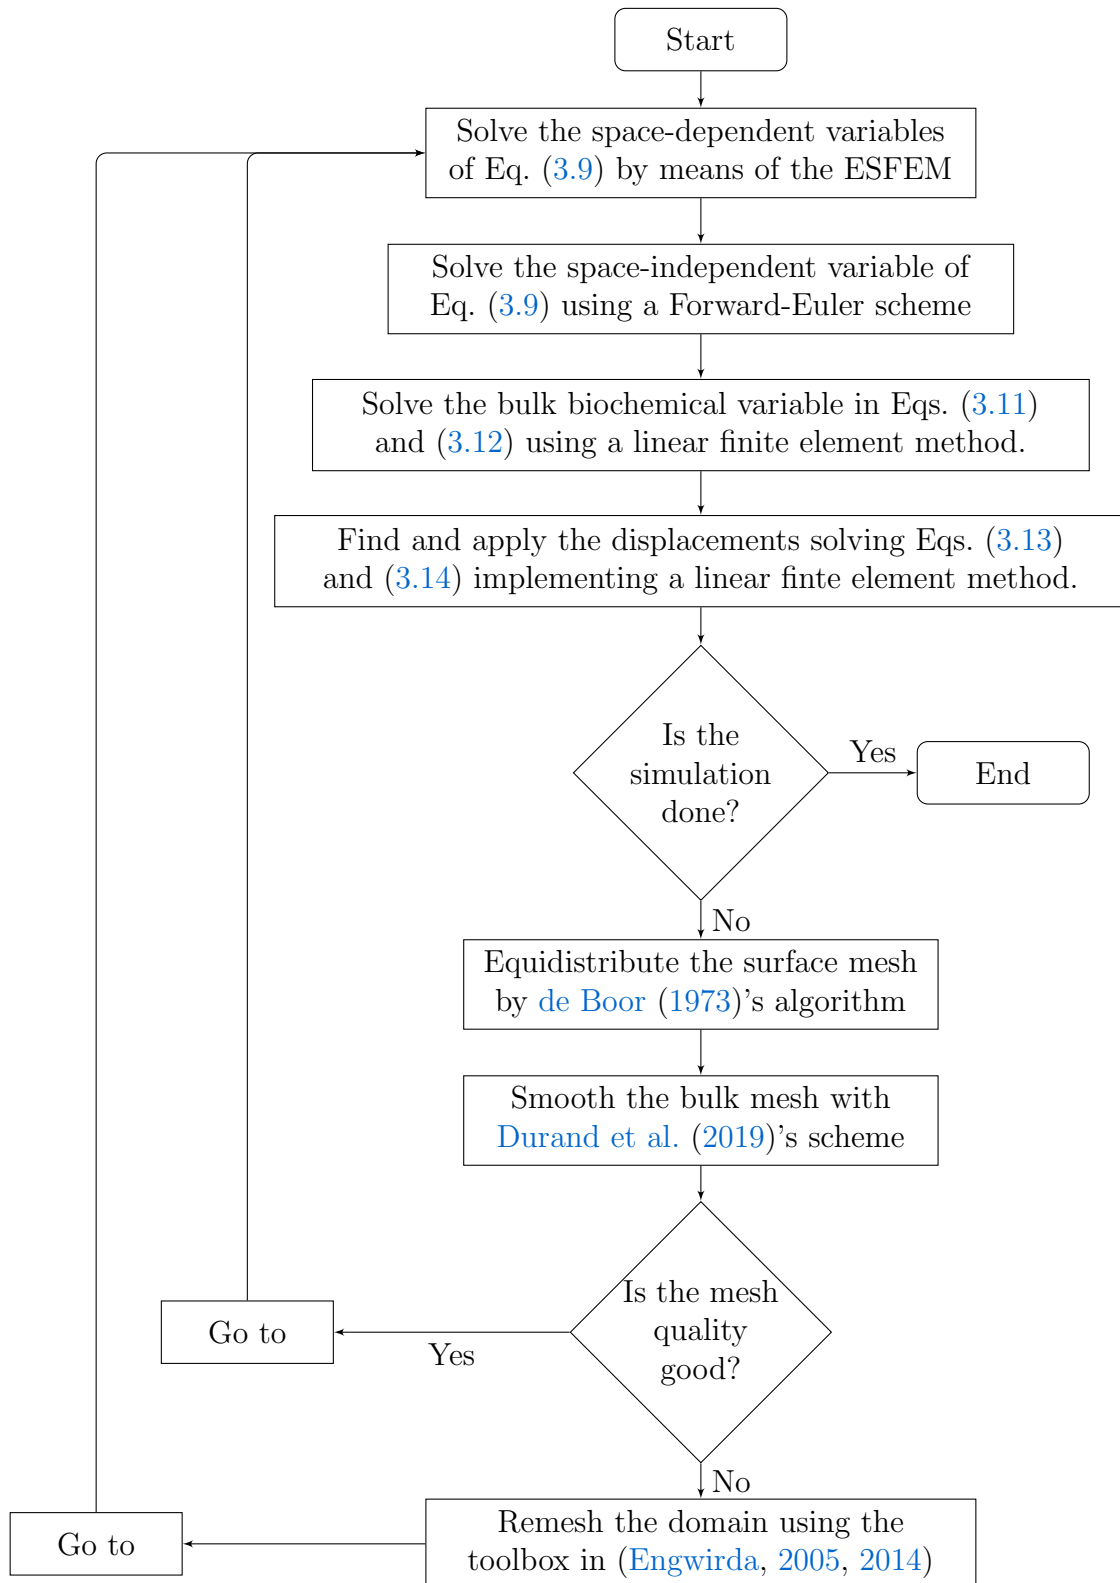 Start
Solve the space-dependent variables
of Eq. (3.9) by means of the ESFEM
Solve the space-independent variable of
Eq. (3.9) using a Forward-Euler scheme
Solve the bulk biochemical variable in Eqs. (3.11)
and (3.12) using a linear finite element method.
Find and apply the displacements solving Eqs. (3.13)
and (3.14) implementing a linear finte element method.
Is the
simulation
done?
Yes
End
No
Equidistribute the surface mesh
by de Boor (1973)'s algorithm
Smooth the bulk mesh with
Durand et al. (2019)'s scheme
Is the mesh
quality
good?
Yes
Go to
No
Remesh the domain using the
toolbox in (Engwirda, 2005, 2014)
Go to